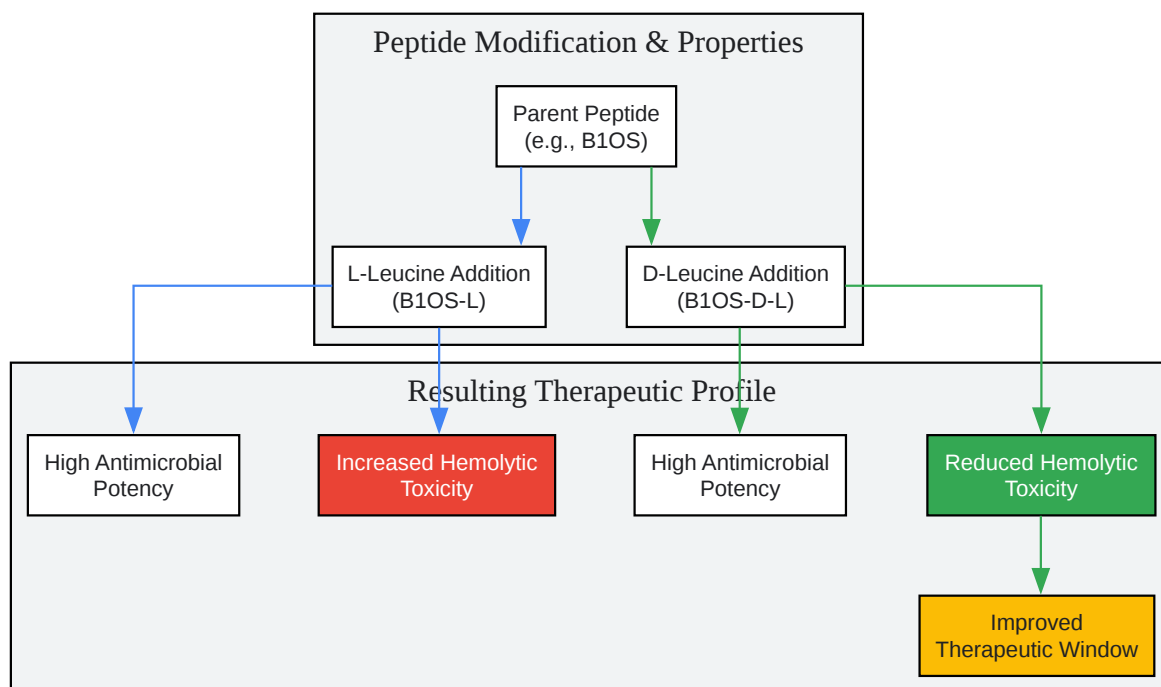 Peptide Modification & Properties
Parent Peptide
(e.g., B1OS)
L-Leucine Addition
(B1OS-L)
D-Leucine Addition
(B1OS-D-L)
Resulting Therapeutic Profile
High Antimicrobial
Potency
Increased Hemolytic
Toxicity
High Antimicrobial
Potency
Reduced Hemolytic
Toxicity
Improved
Therapeutic Window